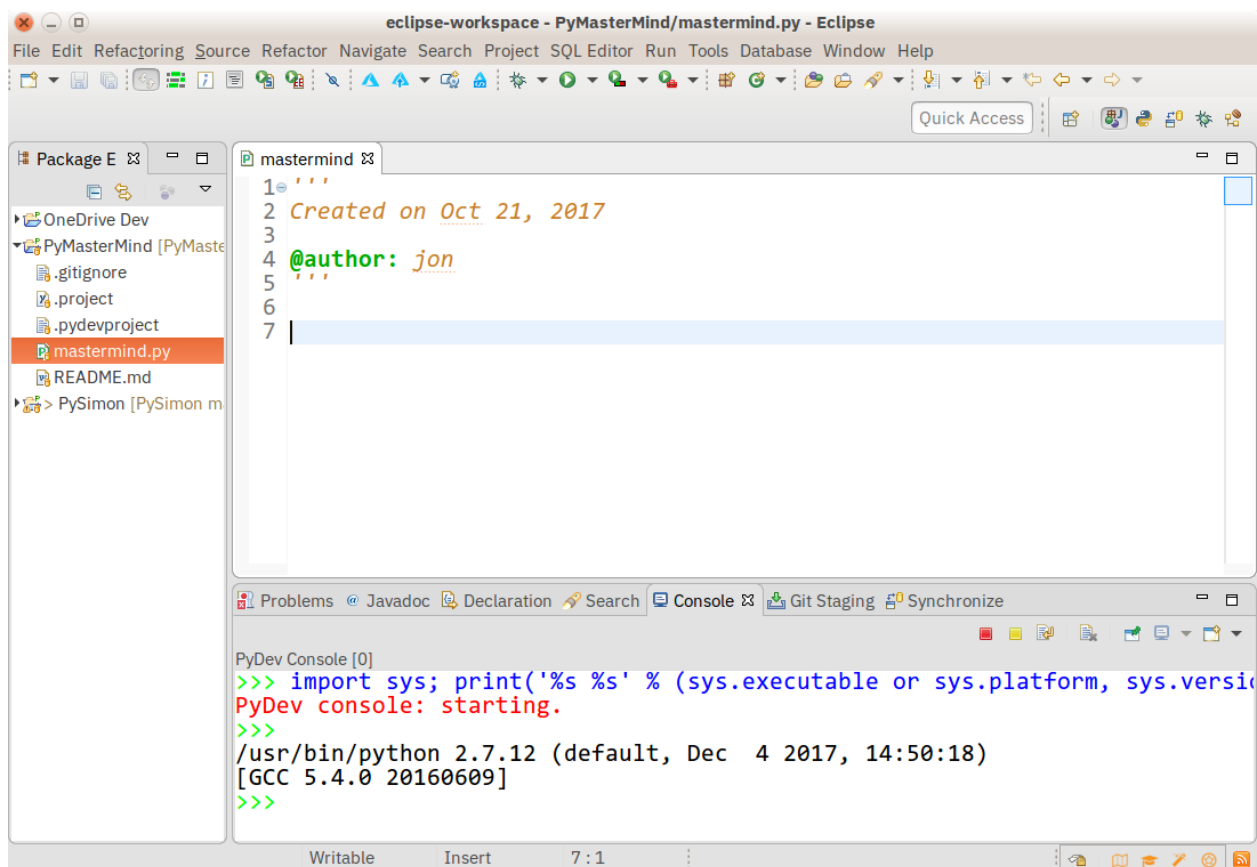 eclipse-workspace - PyMasterMind/mastermind.py - Eclipse
File Edit Refactoring Source Refactor Navigate Search Project SQL Editor Run Tools Database Window Help
Quick Access
Package E
OneDrive Dev
PyMasterMind [PyMaste
.gitignore
.project
.pydevproject
mastermind.py
README.md
> PySimon [PySimon m
mastermind
1 '''
2 Created on Oct 21, 2017
3
4 @author: jon
5 '''
6
7
Problems @ Javadoc Declaration Search Console Git Staging Synchronize
PyDev Console [0]
>>> import sys; print('%s %s' % (sys.executable or sys.platform, sys.versio
PyDev console: starting.
>>>
/usr/bin/python 2.7.12 (default, Dec  4 2017, 14:50:18)
[GCC 5.4.0 20160609]
>>>
Writable Insert 7 : 1